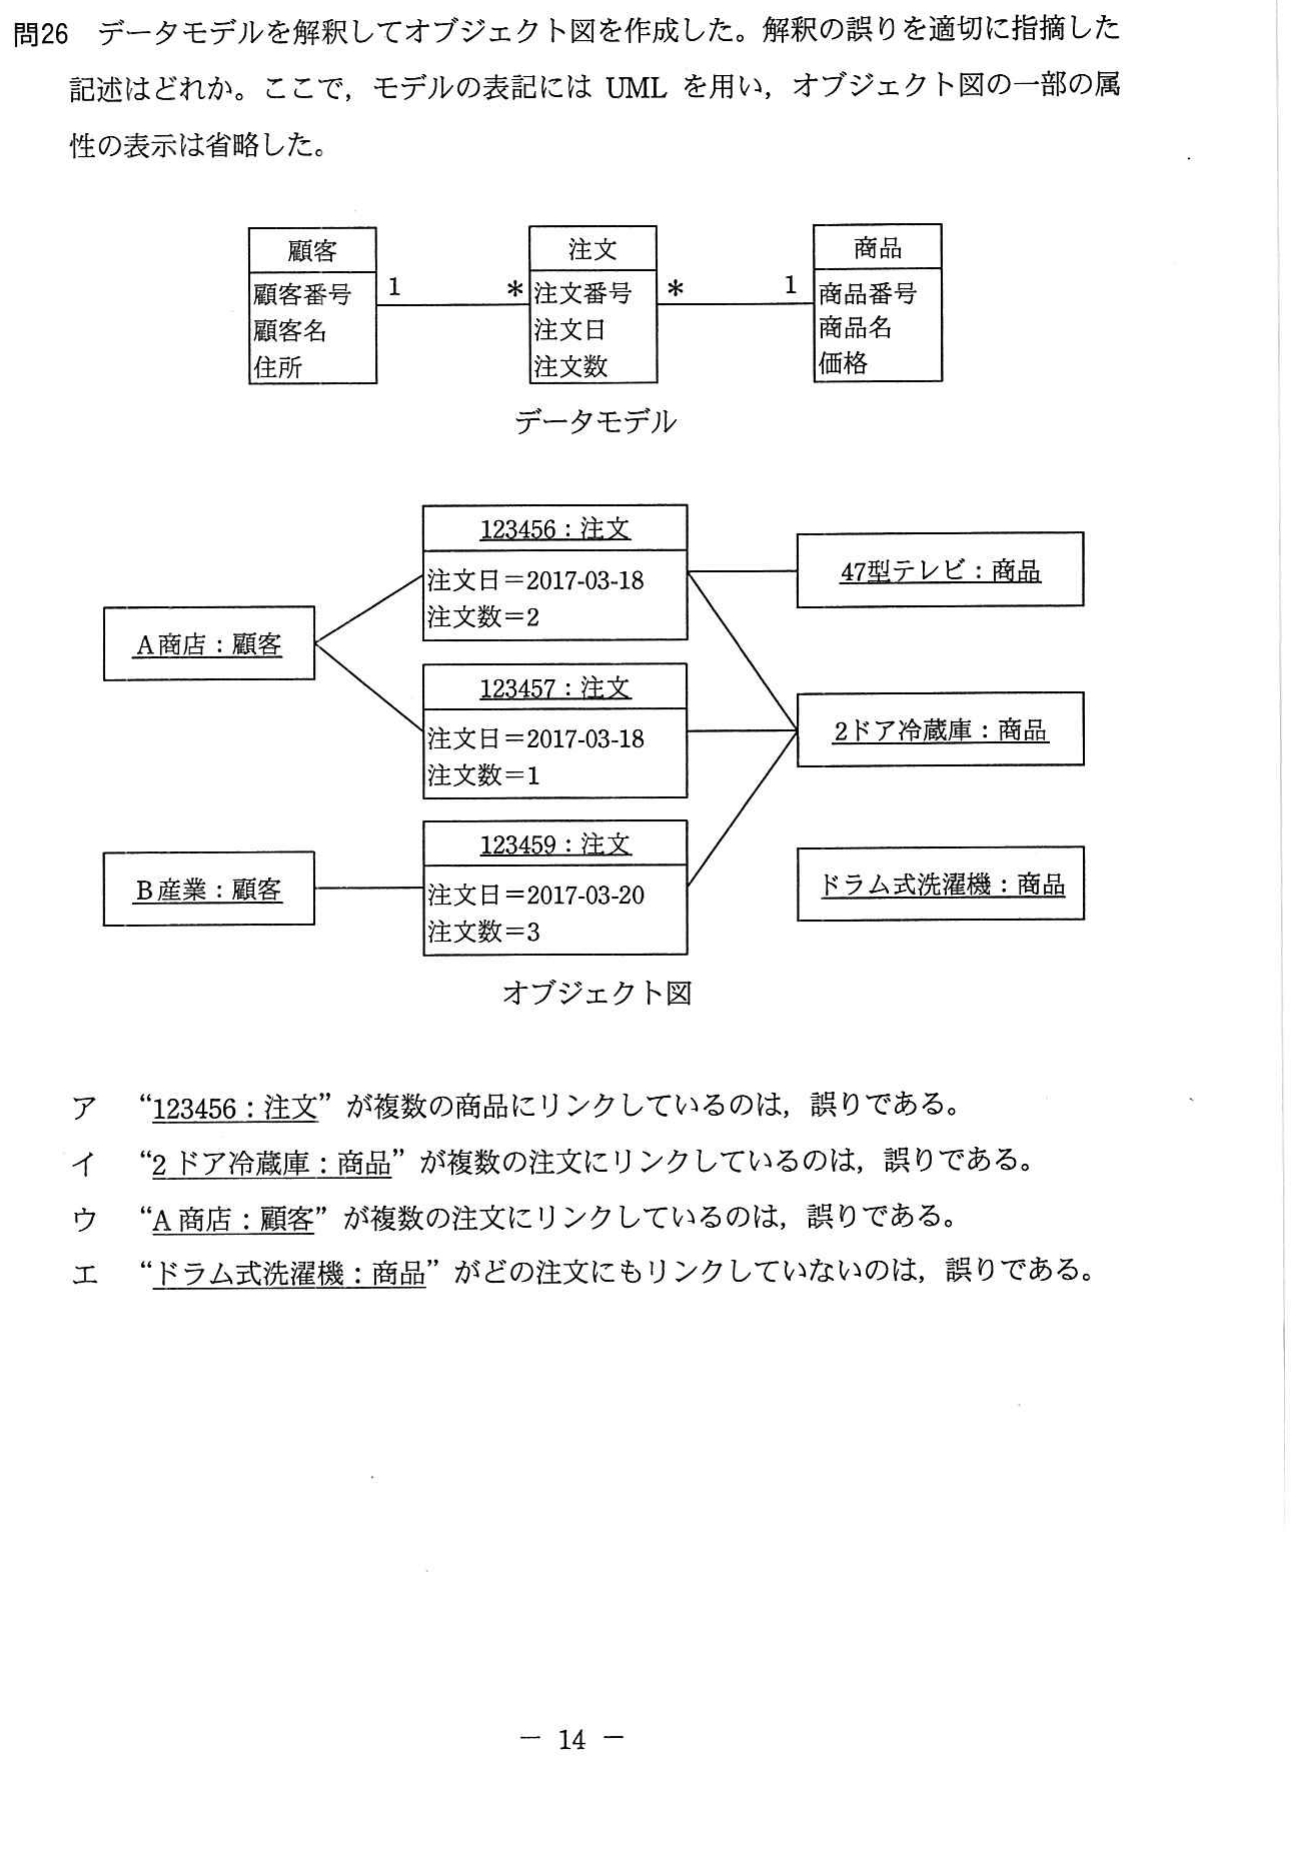 問26 データモデルを解釈してオブジェクト図を作成した。解釈の誤りを適切に指摘した
記述はどれか。ここで，モデルの表記には UML を用い，オブジェクト図の一部の属
性の表示は省略した。
顧客
顧客番号
顧客名
住所
1
*
注文
注文番号
注文日
注文数
*
1
商品
商品番号
商品名
価格
データモデル
A商店：顧客
B産業：顧客
123456：注文
注文日＝2017-03-18
注文数＝2
123457：注文
注文日＝2017-03-18
注文数＝1
123459：注文
注文日＝2017-03-20
注文数＝3
47型テレビ：商品
2ドア冷蔵庫：商品
ドラム式洗濯機：商品
オブジェクト図
ア “123456：注文” が複数の商品にリンクしているのは，誤りである。
イ “2ドア冷蔵庫：商品” が複数の注文にリンクしているのは，誤りである。
ウ “A商店：顧客” が複数の注文にリンクしているのは，誤りである。
エ “ドラム式洗濯機：商品” がどの注文にもリンクしていないのは，誤りである。
－ 14 －